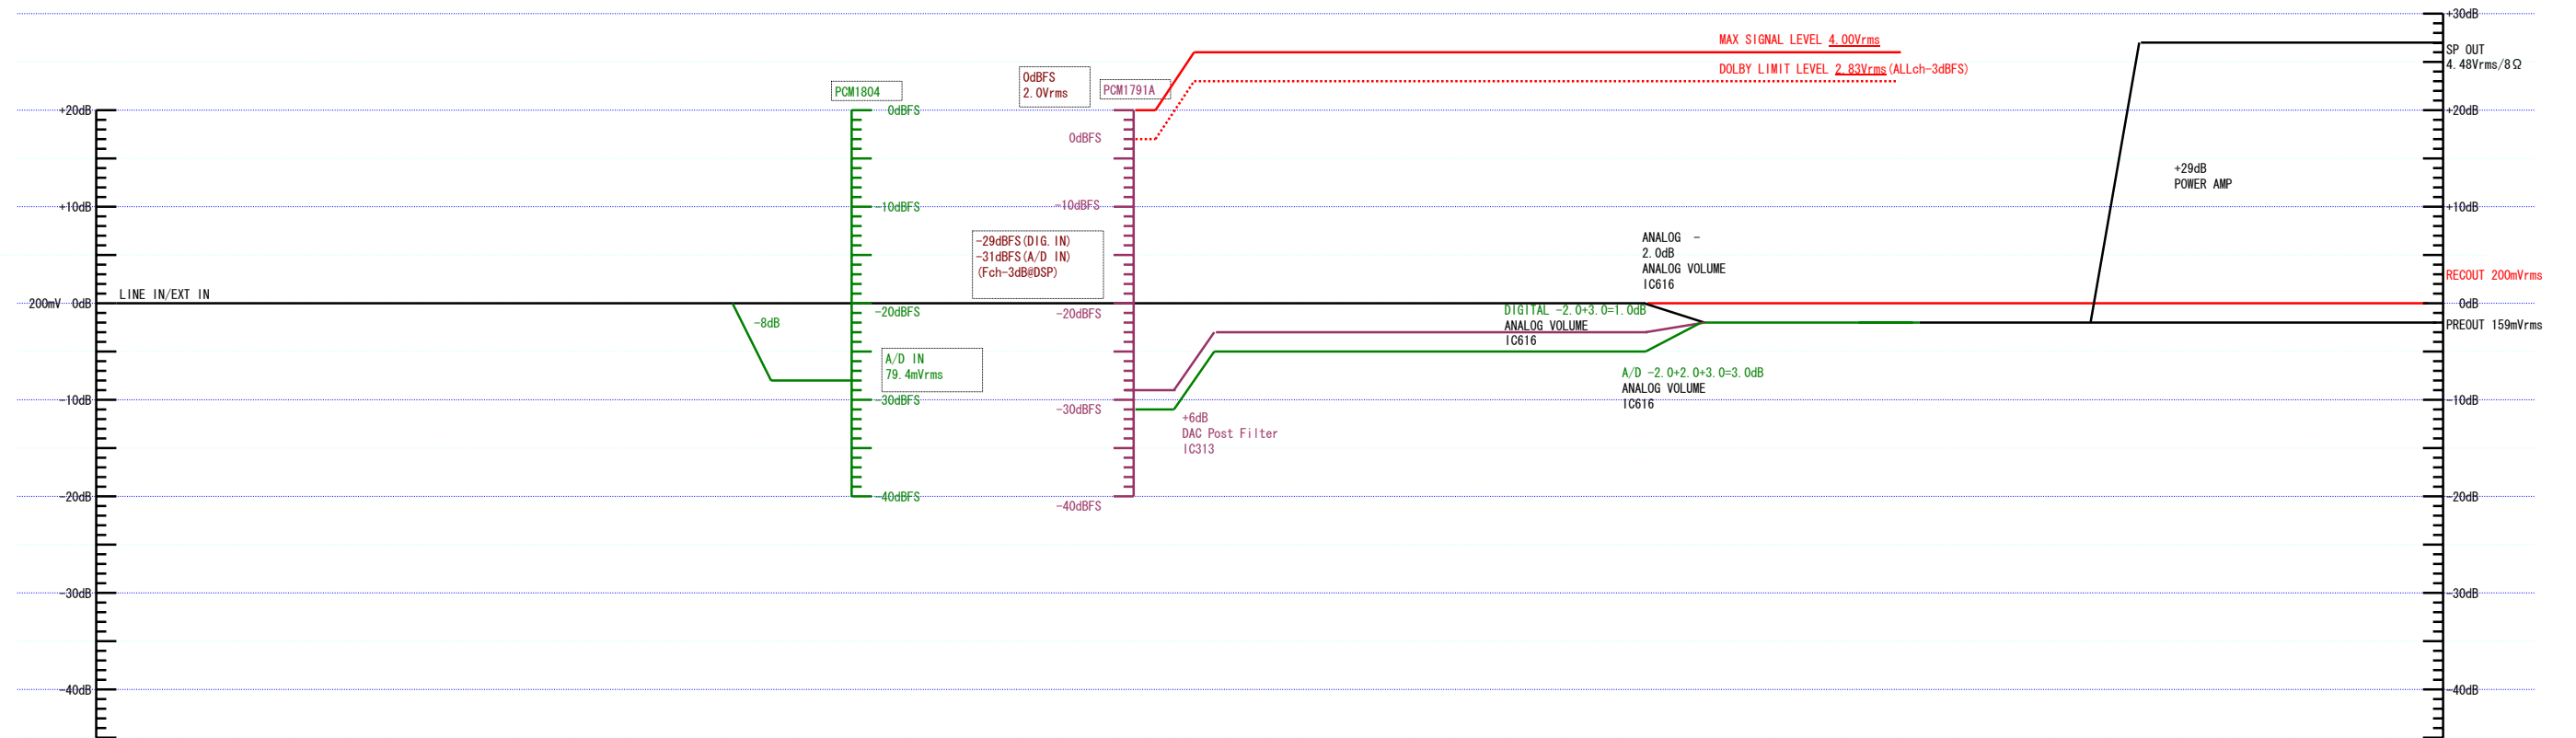 +30dB
MAX SIGNAL LEVEL 4.00Vrms
SP OUT
4.48Vrms/8Ω
DOLBY LIMIT LEVEL 2.83Vrms(ALLch-3dBFS)
0dBFS
2.0Vrms
PCM1804
PCM1791A
+20dB
0dBFS
+20dB
0dBFS
+29dB
POWER AMP
+10dB
-10dBFS
-10dBFS
+10dB
-29dBFS(DIG.IN)
-31dBFS(A/D IN)
(Fch-3dB@DSP)
ANALOG -
2.0dB
ANALOG VOLUME
IC616
RECOUT 200mVrms
LINE IN/EXT IN
200mV 0dB
0dB
-20dBFS
-20dBFS
DIGITAL -2.0+3.0=1.0dB
ANALOG VOLUME
IC616
-8dB
PREOUT 159mVrms
A/D IN
79.4mVrms
A/D -2.0+2.0+3.0=3.0dB
ANALOG VOLUME
IC616
-10dB
-30dBFS
-30dBFS
-10dB
+6dB
DAC Post Filter
IC313
-20dB
-40dBFS
-40dBFS
-20dB
-30dB
-30dB
-40dB
-40dB